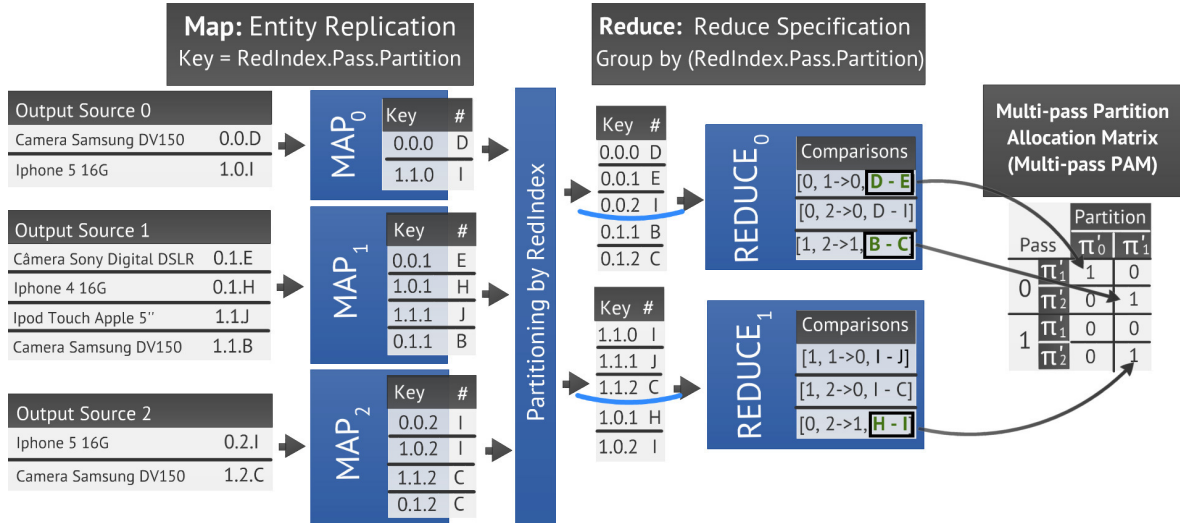 Map: Entity Replication
Key = RedIndex.Pass.Partition
Reduce: Reduce Specification
Group by (RedIndex.Pass.Partition)
Output Source 0
Camera Samsung DV150 0.0.D
Iphone 5 16G 1.0.I
Output Source 1
Câmera Sony Digital DSLR 0.1.E
Iphone 4 16G 0.1.H
Ipod Touch Apple 5'' 1.1.J
Camera Samsung DV150 1.1.B
Output Source 2
Iphone 5 16G 0.2.I
Camera Samsung DV150 1.2.C
MAP0
Key #
0.0.0 D
1.1.0 I
MAP1
Key #
0.0.1 E
1.0.1 H
1.1.1 J
0.1.1 B
MAP2
Key #
0.0.2 I
1.0.2 I
1.1.2 C
0.1.2 C
Partitioning by RedIndex
Key #
0.0.0 D
0.0.1 E
0.0.2 I
0.1.1 B
0.1.2 C
Key #
1.1.0 I
1.1.1 J
1.1.2 C
1.0.1 H
1.0.2 I
REDUCE0
Comparisons
[0, 1->0, D - E]
[0, 2->0, D - I]
[1, 2->1, B - C]
REDUCE1
Comparisons
[1, 1->0, I - J]
[1, 2->0, I - C]
[0, 2->1, H - I]
Multi-pass Partition
Allocation Matrix
(Multi-pass PAM)
Partition
Pass π'0 π'1
0 π'1 1 0
π'2 0 1
1 π'1 0 0
π'2 0 1